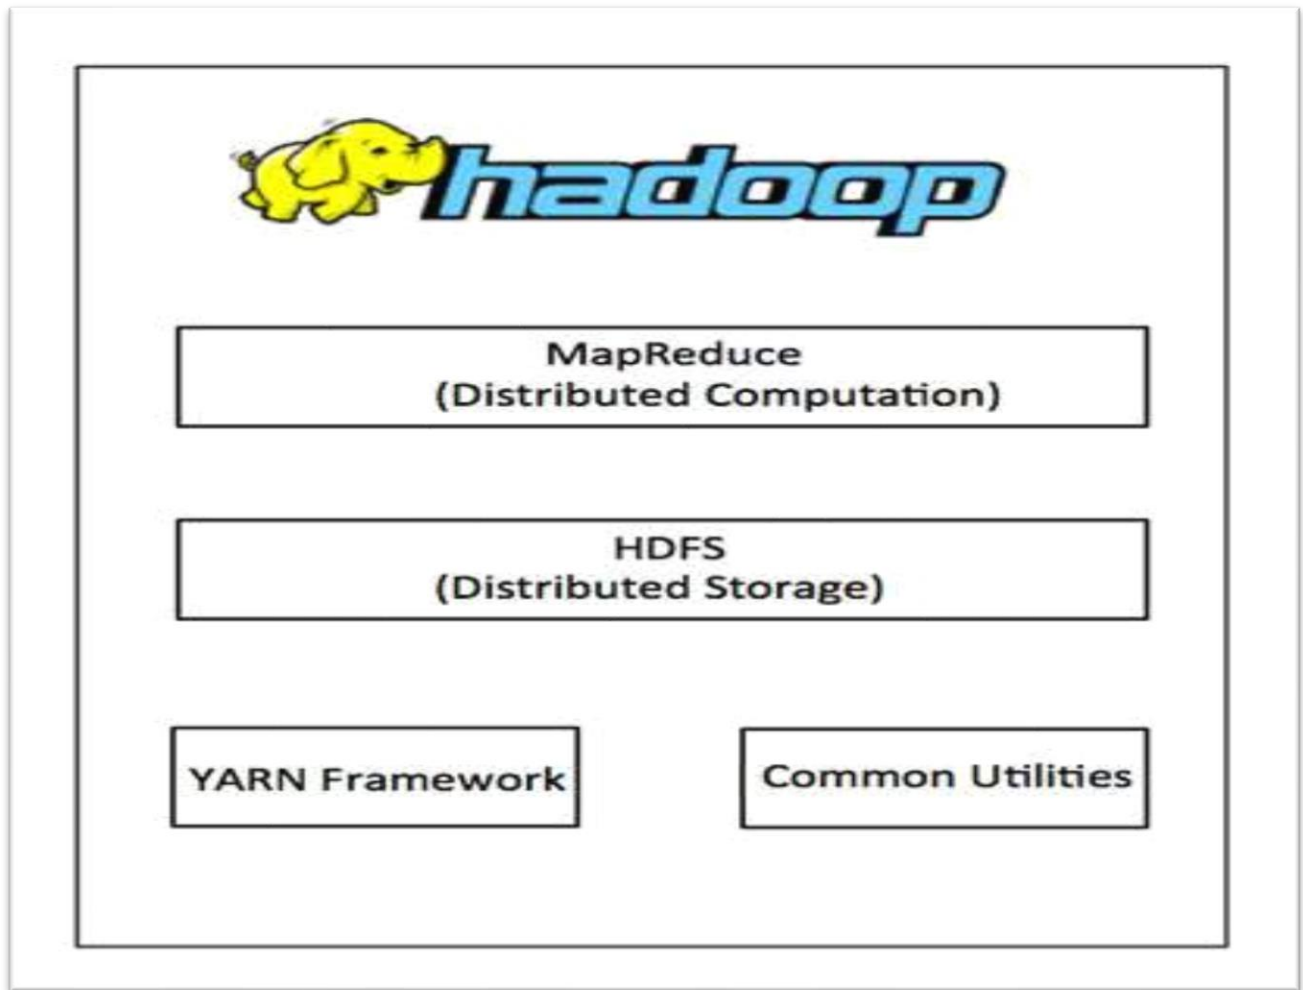 hadoop
MapReduce
(Distributed Computation)
HDFS
(Distributed Storage)
YARN Framework
Common Utilities